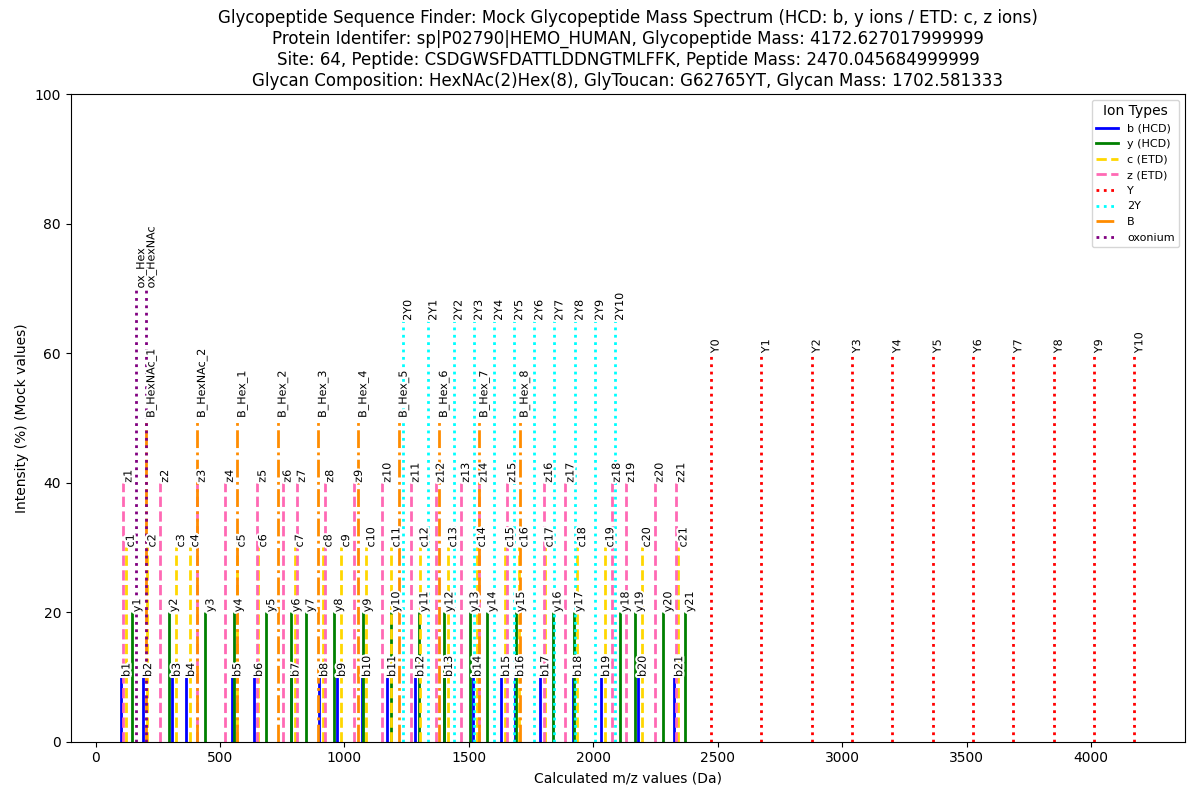 Glycopeptide Sequence Finder: Mock Glycopeptide Mass Spectrum (HCD: b, y ions / ETD: c, z ions)
Protein Identifer: sp|P02790|HEMO_HUMAN, Glycopeptide Mass: 4172.627017999999
Site: 64, Peptide: CSDGWSFDATTLDDNGTMLFFK, Peptide Mass: 2470.045684999999
Glycan Composition: HexNAc(2)Hex(8), GlyToucan: G62765YT, Glycan Mass: 1702.581333
100
80
60
40
20
0
Intensity (%) (Mock values)
Ion Types
b (HCD)
y (HCD)
c (ETD)
z (ETD)
Y
2Y
B
oxonium
ox_Hex
ox_HexNAc
2Y0
2Y1
2Y2
2Y3
2Y4
2Y5
2Y6
2Y7
2Y8
2Y9
2Y10
Y0
Y1
Y2
Y3
Y4
Y5
Y6
Y7
Y8
Y9
Y10
B_HexNAc_1
B_HexNAc_2
B_Hex_1
B_Hex_2
B_Hex_3
B_Hex_4
B_Hex_5
B_Hex_6
B_Hex_7
B_Hex_8
z1
z2
z3
z4
z5
z6
z7
z8
z9
z10
z11
z12
z13
z14
z15
z16
z17
z18
z19
z20
z21
c1
c2
c3
c4
c5
c6
c7
c8
c9
c10
c11
c12
c13
c14
c15
c16
c17
c18
c19
c20
c21
y1
y2
y3
y4
y5
y6
y7
y8
y9
y10
y11
y12
y13
y14
y15
y16
y17
y18
y19
y20
y21
b1
b2
b3
b4
b5
b6
b7
b8
b9
b10
b11
b12
b13
b14
b15
b16
b17
b18
b19
b20
b21
0
500
1000
1500
2000
2500
3000
3500
4000
Calculated m/z values (Da)